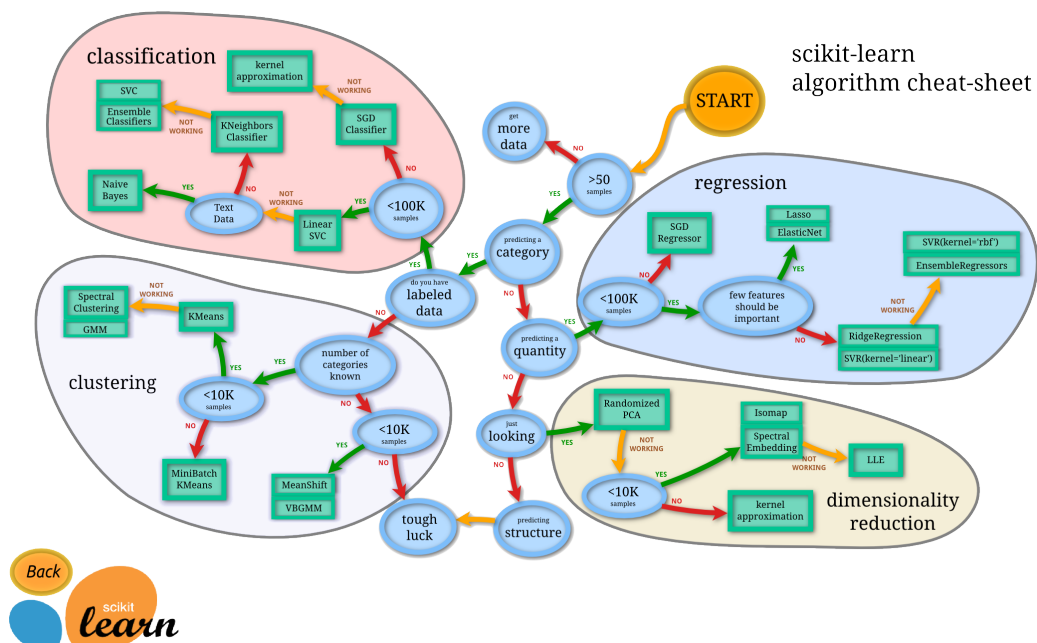 scikit-learn
algorithm cheat-sheet
START
get
more
data
NO
>50
samples
YES
predicting a
category
YES
NO
do you have
labeled
data
YES
NO
predicting a
quantity
YES
NO
just
looking
YES
NO
predicting
structure
tough
luck
classification
kernel
approximation
NOT
WORKING
SGD
Classifier
NO
<100K
samples
YES
Linear
SVC
NOT
WORKING
Text
Data
YES
Naive
Bayes
NO
KNeighbors
Classifier
NOT
WORKING
SVC
Ensemble
Classifiers
regression
SGD
Regressor
NO
<100K
samples
YES
few features
should be
important
YES
Lasso
ElasticNet
NO
RidgeRegression
SVR(kernel='linear')
NOT
WORKING
SVR(kernel='rbf')
EnsembleRegressors
clustering
Spectral
Clustering
GMM
NOT
WORKING
KMeans
YES
<10K
samples
NO
MiniBatch
KMeans
YES
number of
categories
known
NO
<10K
samples
YES
MeanShift
VBGMM
NO
dimensionality
reduction
Randomized
PCA
NOT
WORKING
<10K
samples
YES
Isomap
Spectral
Embedding
NOT
WORKING
LLE
NO
kernel
approximation
Back
scikit
learn